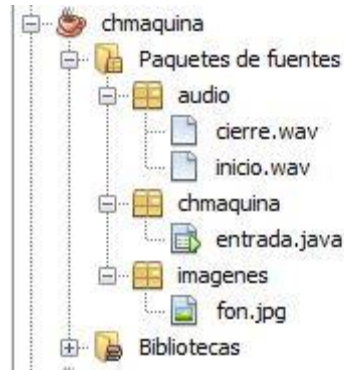 chmaquina
Paquetes de fuentes
audio
cierre.wav
inicio.wav
chmaquina
entrada.java
imagenes
fon.jpg
Bibliotecas